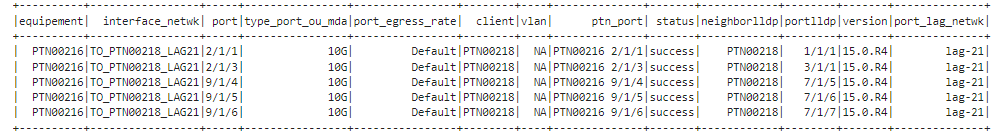 +----------+--------------------+-----+----------------+----------------+--------+----+--------------+-------+------------+--------+-------+--------------+
|equipement|     interface_netwk| port|type_port_ou_mda|port_egress_rate|  client|vlan|      ptn_port| status|neighborlldp|portlldp|version|port_lag_netwk|
+----------+--------------------+-----+----------------+----------------+--------+----+--------------+-------+------------+--------+-------+--------------+
|  PTN00216|TO_PTN00218_LAG21|2/1/1|             10G|         Default|PTN00218|  NA|PTN00216 2/1/1|success|    PTN00218|   1/1/1|15.0.R4|        lag-21|
|  PTN00216|TO_PTN00218_LAG21|2/1/3|             10G|         Default|PTN00218|  NA|PTN00216 2/1/3|success|    PTN00218|   3/1/1|15.0.R4|        lag-21|
|  PTN00216|TO_PTN00218_LAG21|9/1/4|             10G|         Default|PTN00218|  NA|PTN00216 9/1/4|success|    PTN00218|   7/1/5|15.0.R4|        lag-21|
|  PTN00216|TO_PTN00218_LAG21|9/1/5|             10G|         Default|PTN00218|  NA|PTN00216 9/1/5|success|    PTN00218|   7/1/6|15.0.R4|        lag-21|
|  PTN00216|TO_PTN00218_LAG21|9/1/6|             10G|         Default|PTN00218|  NA|PTN00216 9/1/6|success|    PTN00218|   7/1/7|15.0.R4|        lag-21|
+----------+--------------------+-----+----------------+----------------+--------+----+--------------+-------+------------+--------+-------+--------------+